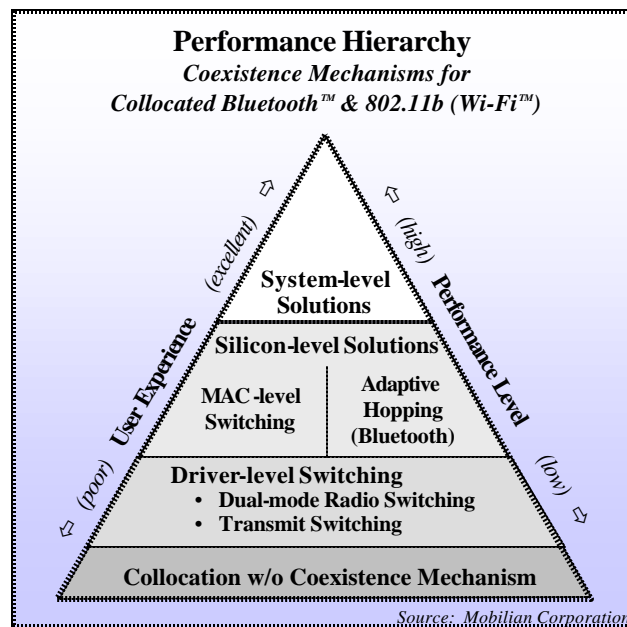 Performance Hierarchy
Coexistence Mechanisms for
Collocated Bluetooth™ & 802.11b (Wi-Fi™)
(excellent)
User Experience
(poor)
(high)
Performance Level
(low)
System-level
Solutions
Silicon-level Solutions
MAC-level
Switching
Adaptive
Hopping
(Bluetooth)
Driver-level Switching
• Dual-mode Radio Switching
• Transmit Switching
Collocation w/o Coexistence Mechanism
Source: Mobilian Corporation